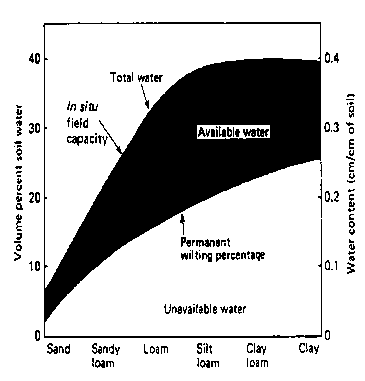 Volume percent soil water
40
30
20
10
0
Total water
In situ
field
capacity
Available water
Permanent
wilting percentage
Unavailable water
0.4
0.3
0.2
0.1
0
Water content (cm/cm of soil)
Sand
Sandy
loam
Loam
Silt
loam
Clay
loam
Clay